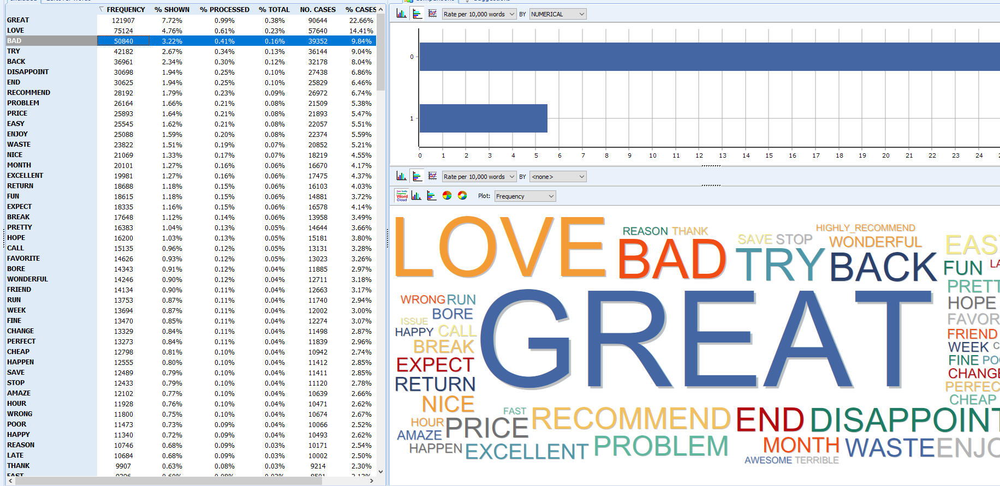 Included Leftover words
FREQUENCY % SHOWN % PROCESSED % TOTAL NO. CASES % CASES
GREAT 121907 7.72% 0.99% 0.38% 90644 22.66%
LOVE 75124 4.76% 0.61% 0.23% 57640 14.41%
BAD 50840 3.22% 0.41% 0.16% 39352 9.84%
TRY 42182 2.67% 0.34% 0.13% 36144 9.04%
BACK 36961 2.34% 0.30% 0.12% 32178 8.04%
DISAPPOINT 30698 1.94% 0.25% 0.10% 27438 6.86%
END 30625 1.94% 0.25% 0.10% 25829 6.46%
RECOMMEND 28192 1.79% 0.23% 0.09% 26972 6.74%
PROBLEM 26164 1.66% 0.21% 0.08% 21509 5.38%
PRICE 25893 1.64% 0.21% 0.08% 21893 5.47%
EASY 25545 1.62% 0.21% 0.08% 22057 5.51%
ENJOY 25088 1.59% 0.20% 0.08% 22374 5.59%
WASTE 23822 1.51% 0.19% 0.07% 20852 5.21%
NICE 21069 1.33% 0.17% 0.07% 18219 4.55%
MONTH 20101 1.27% 0.16% 0.06% 16670 4.17%
EXCELLENT 19981 1.27% 0.16% 0.06% 17475 4.37%
RETURN 18688 1.18% 0.15% 0.06% 16103 4.03%
FUN 18615 1.18% 0.15% 0.06% 14881 3.72%
EXPECT 18335 1.16% 0.15% 0.06% 16578 4.14%
BREAK 17648 1.12% 0.14% 0.06% 13958 3.49%
PRETTY 16383 1.04% 0.13% 0.05% 14644 3.66%
HOPE 16200 1.03% 0.13% 0.05% 15181 3.80%
CALL 15135 0.96% 0.12% 0.05% 13131 3.28%
FAVORITE 14626 0.93% 0.12% 0.05% 13023 3.26%
BORE 14343 0.91% 0.12% 0.04% 11885 2.97%
WONDERFUL 14246 0.90% 0.12% 0.04% 12711 3.18%
FRIEND 14134 0.90% 0.11% 0.04% 12663 3.17%
RUN 13753 0.87% 0.11% 0.04% 11740 2.94%
WEEK 13694 0.87% 0.11% 0.04% 12002 3.00%
FINE 13470 0.85% 0.11% 0.04% 12274 3.07%
CHANGE 13329 0.84% 0.11% 0.04% 11498 2.87%
PERFECT 13273 0.84% 0.11% 0.04% 11839 2.96%
CHEAP 12798 0.81% 0.10% 0.04% 10942 2.74%
HAPPEN 12555 0.80% 0.10% 0.04% 11412 2.85%
SAVE 12489 0.79% 0.10% 0.04% 11411 2.85%
STOP 12433 0.79% 0.10% 0.04% 11120 2.78%
AMAZE 12102 0.77% 0.10% 0.04% 10639 2.66%
HOUR 11928 0.76% 0.10% 0.04% 10471 2.62%
WRONG 11800 0.75% 0.10% 0.04% 10674 2.67%
POOR 11473 0.73% 0.09% 0.04% 10066 2.52%
HAPPY 11340 0.72% 0.09% 0.04% 10493 2.62%
REASON 10746 0.68% 0.09% 0.03% 10171 2.54%
LATE 10684 0.68% 0.09% 0.03% 10002 2.50%
THANK 9907 0.63% 0.08% 0.03% 9214 2.30%
FAST
Rate per 10,000 words BY NUMERICAL
0
1
0 1 2 3 4 5 6 7 8 9 10 11 12 13 14 15 16 17 18 19 20 21 22 23 24
Rate per 10,000 words BY <none>
Word Cloud
Plot: Frequency
LOVE
REASON THANK
BAD
SAVE STOP
TRY
HIGHLY_RECOMMEND
WONDERFUL
BACK
EASY
FUN LA
PRETT
HOPE
FAVOR
FRIEND
WEEK C
FINE POO
CHANGE
PERFEC
CHEAP
GREAT
WRONG RUN
BORE
ISSUE
HAPPY CALL
BREAK
EXPECT
RETURN
NICE
HOUR PRICE
AMAZE
HAPPEN EXCELLENT
FAST RECOMMEND END DISAPPOINT
PROBLEM
MONTH WASTE ENJO
AWESOME TERRIBLE